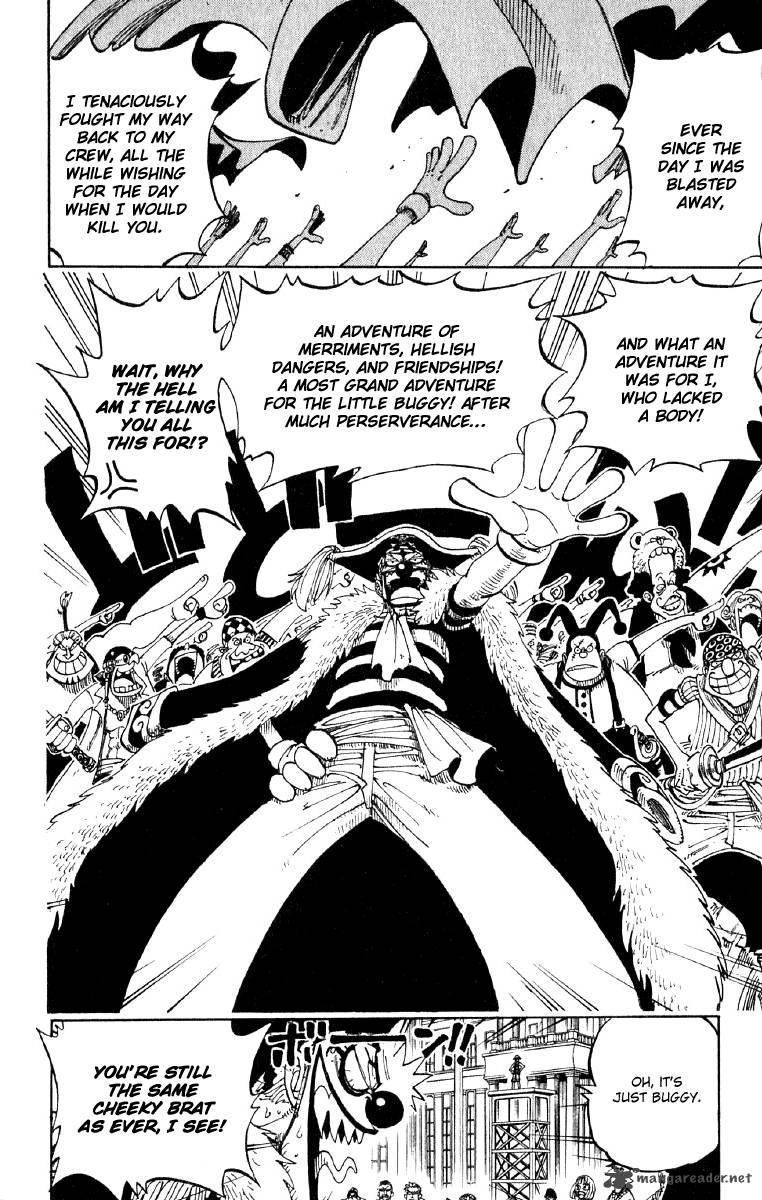 EVER
SINCE THE
DAY I WAS
BLASTED
AWAY,
I TENACIOUSLY
FOUGHT MY WAY
BACK TO MY
CREW, ALL THE
WHILE WISHING
FOR THE DAY
WHEN I WOULD
KILL YOU.
AND WHAT AN
ADVENTURE IT
WAS FOR I,
WHO LACKED
A BODY!
AN ADVENTURE OF
MERRIMENTS, HELLISH
DANGERS, AND FRIENDSHIPS!
A MOST GRAND ADVENTURE
FOR THE LITTLE BUGGY! AFTER
MUCH PERSERVERANCE...
WAIT, WHY
THE HELL
AM I TELLING
YOU ALL
THIS FOR!?
OH, IT'S
JUST BUGGY.
ボーーン!!
YOU'RE STILL
THE SAME
CHEEKY BRAT
AS EVER, I SEE!
mangareader.net